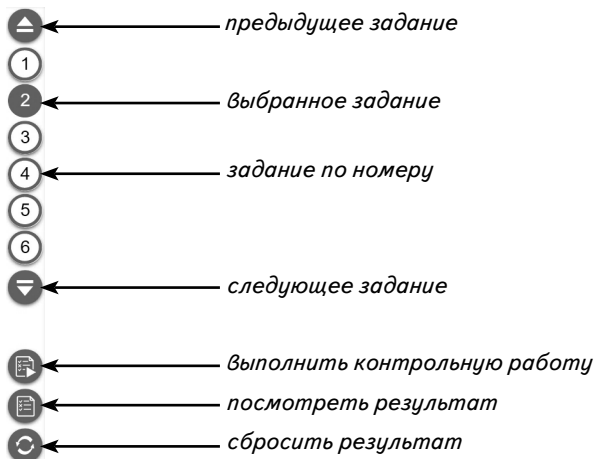 предыдущее задание
1
2
выбранное задание
3
4
задание по номеру
5
6
следующее задание
выполнить контрольную работу
посмотреть результат
сбросить результат